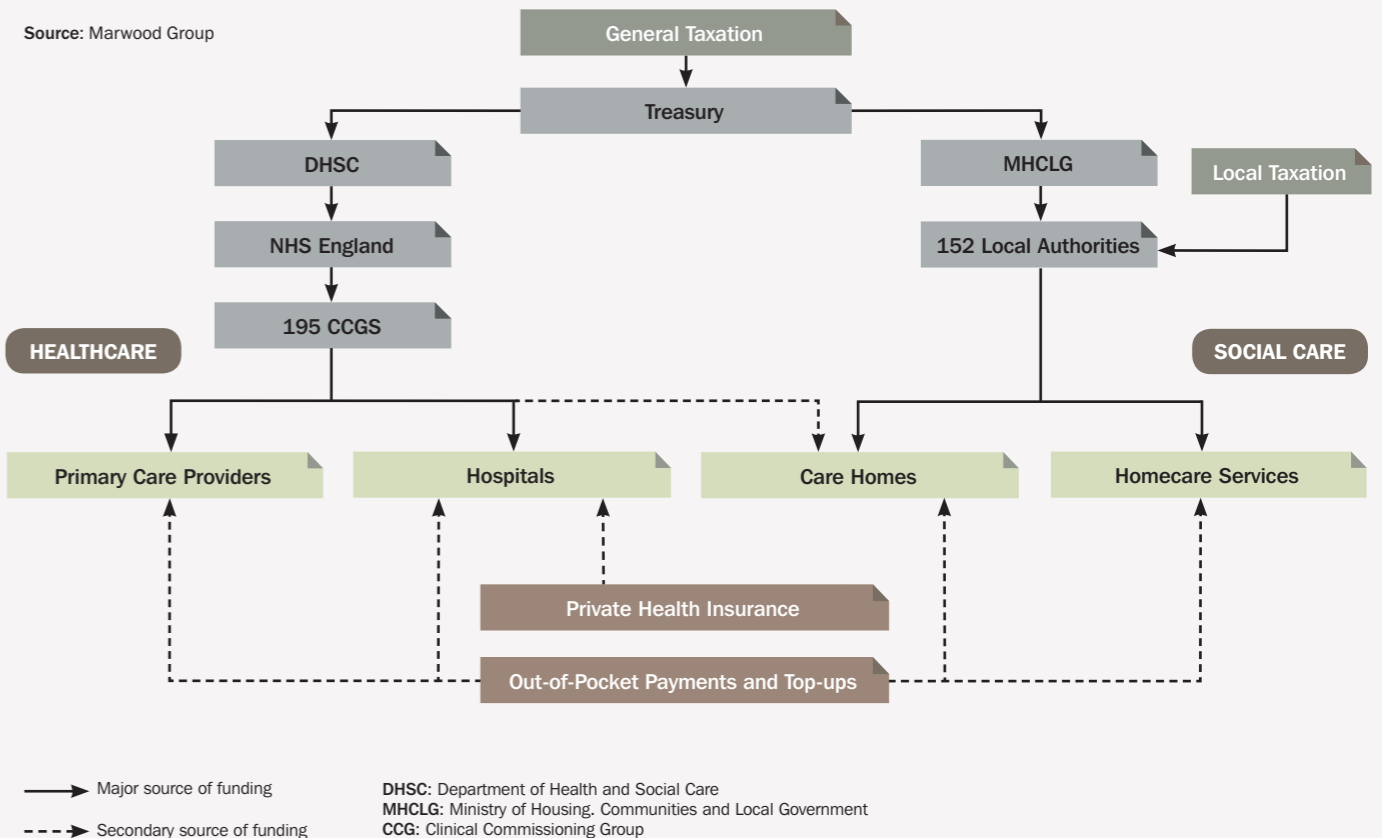 Source: Marwood Group
General Taxation
Treasury
DHSC
MHCLG
Local Taxation
NHS England
152 Local Authorities
195 CCGS
HEALTHCARE
SOCIAL CARE
Primary Care Providers
Hospitals
Care Homes
Homecare Services
Private Health Insurance
Out-of-Pocket Payments and Top-ups
Major source of funding
Secondary source of funding
DHSC: Department of Health and Social Care
MHCLG: Ministry of Housing. Communities and Local Government
CCG: Clinical Commissioning Group